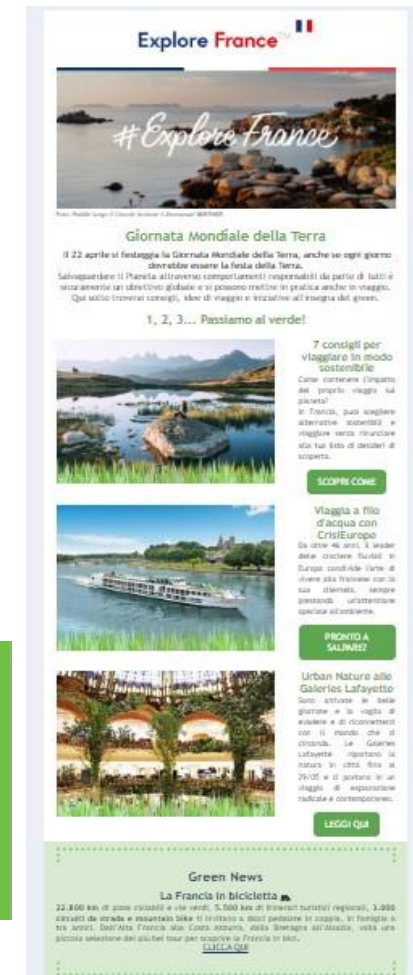 Explore France™
#Explore France
Giornata Mondiale della Terra
Il 22 aprile si festeggia la Giornata Mondiale della Terra, anche se ogni giorno
dovrebbe essere la festa della Terra.
Salvaguardare il Pianeta attraverso comportamenti responsabili da parte di tutti è
sicuramente un obiettivo globale e si possono mettere in pratica anche in viaggio.
Qui sotto troverai consigli, idee di viaggio e iniziative all'insegna del green.
1, 2, 3... Passiamo al verde!
7 consigli per
viaggiare in modo
sostenibile
Come contenere l'impatto
del proprio viaggio sul
pianeta?
In Francia, puoi scegliere
alternative sostenibili e
viaggiare senza rinunciare
alla tua lista di desideri di
scoperta.
SCOPRI COME
Viaggia a filo
d'acqua con
CrisiEurope
Da oltre 46 anni, il leader
delle crociere fluviali in
Europa condivide l'arte di
vivere alla francese con la
sua clientela, sempre
prestando un'attenzione
speciale all'ambiente.
PRONTO A
SALPARE?
Urban Nature alle
Galeries Lafayette
Sono arrivate le belle
giornate e la voglia di
evadere e di riconnettersi
con il mondo che ci
circonda. Le Galeries
Lafayette riportano la
natura in città fino al
29/05 e ci portano in un
viaggio di esplorazione
radicale e contemporaneo.
LEGGI QUI
Green News
La Francia in bicicletta
22.800 km di piste ciclabili e vie verdi, 5.500 km di itinerari turistici regionali, 3.000
circuiti da strada e mountain bike ti invitano a dolci pedalate in coppia, in famiglia o
tra amici. Dall'Alta Francia alla Costa Azzurra, dalla Bretagna all'Alsazia, vallà una
piccola selezione dei più bei tour per scoprire la Francia in bici.
CLICCA QUI